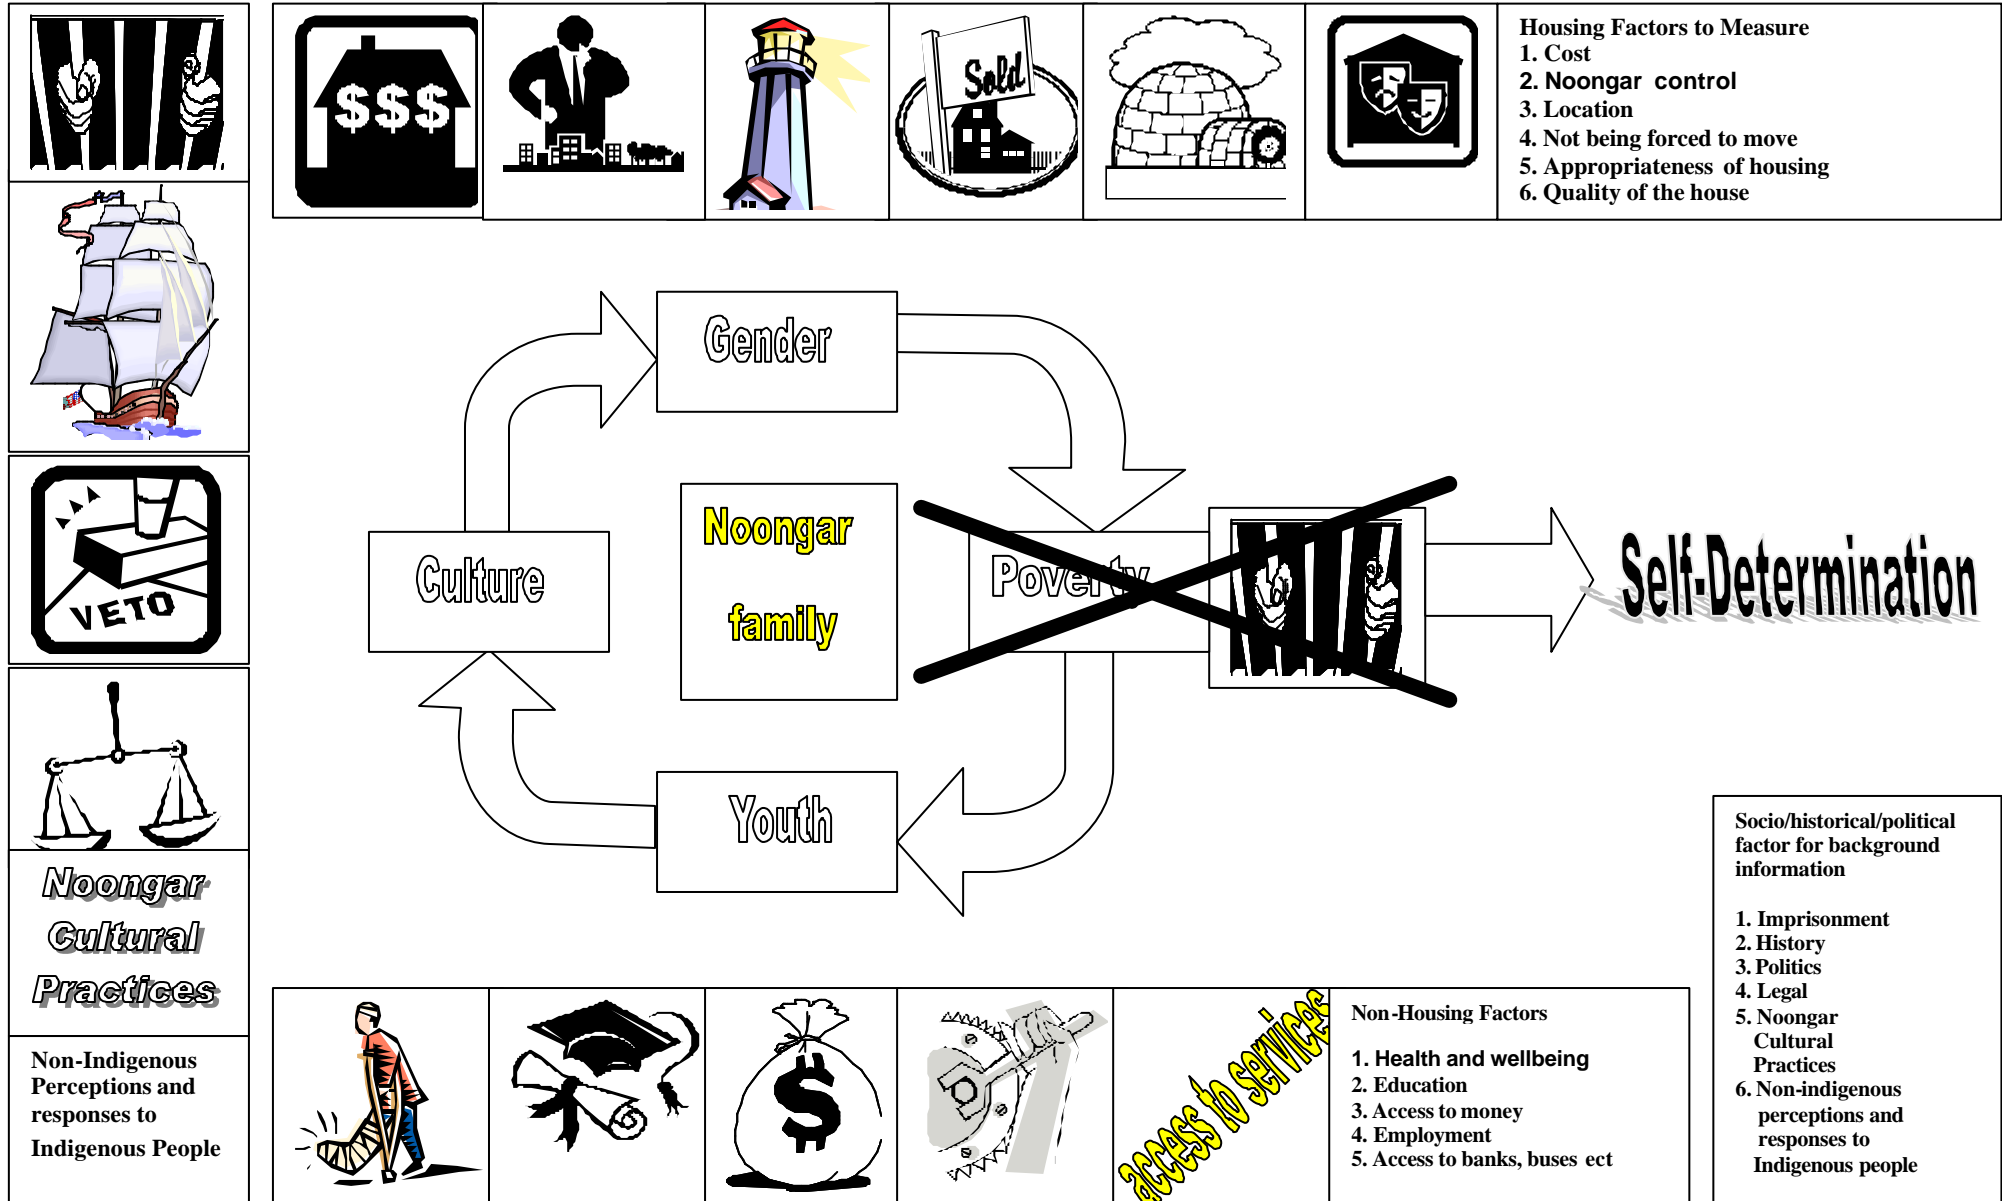 $$$
Sold
Housing Factors to Measure
1. Cost
2. Noongar control
3. Location
4. Not being forced to move
5. Appropriateness of housing
6. Quality of the house
Gender
Noongar
family
Culture
Poverty
Self-Determination
VETO
Youth
Noongar
Cultural
Practices
Non-Indigenous
Perceptions and
responses to
Indigenous People
$
access to services
Non-Housing Factors
1. Health and wellbeing
2. Education
3. Access to money
4. Employment
5. Access to banks, buses ect
Socio/historical/political
factor for background
information
1. Imprisonment
2. History
3. Politics
4. Legal
5. Noongar
Cultural
Practices
6. Non-indigenous
perceptions and
responses to
Indigenous people